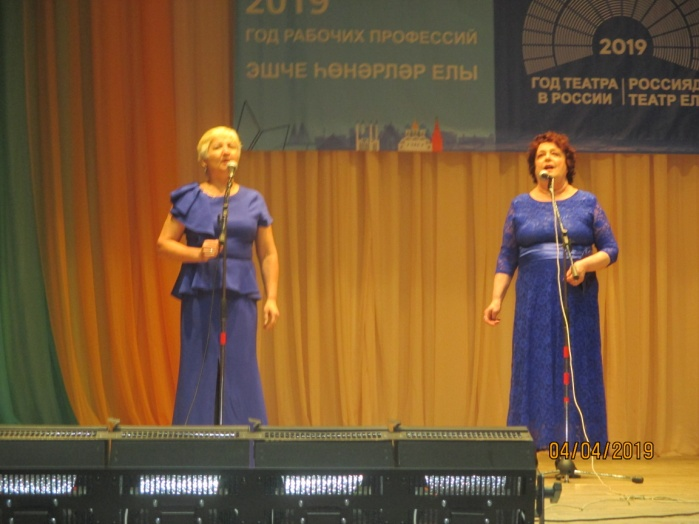 2019
ГОД РАБОЧИХ ПРОФЕССИЙ
ЭШЧЕ ҺӨНӘРЛӘР ЕЛЫ
2019
ГОД ТЕАТРА
В РОССИИ
РОССИЯД
ТЕАТР ЕЛ
04/04/2019